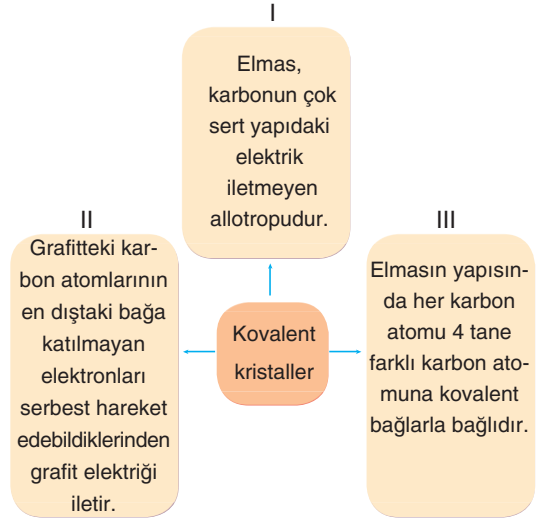 I
Elmas,
karbonun çok
sert yapıdaki
elektrik
iletmeyen
allotropudur.
II
Grafitteki kar-
bon atomlarının
en dıştaki bağa
katılmayan
elektronları
serbest hareket
edebildiklerinden
grafit elektriği
iletir.
III
Elmasın yapısın-
da her karbon
atomu 4 tane
farklı karbon ato-
muna kovalent
bağlarla bağlıdır.
Kovalent
kristaller